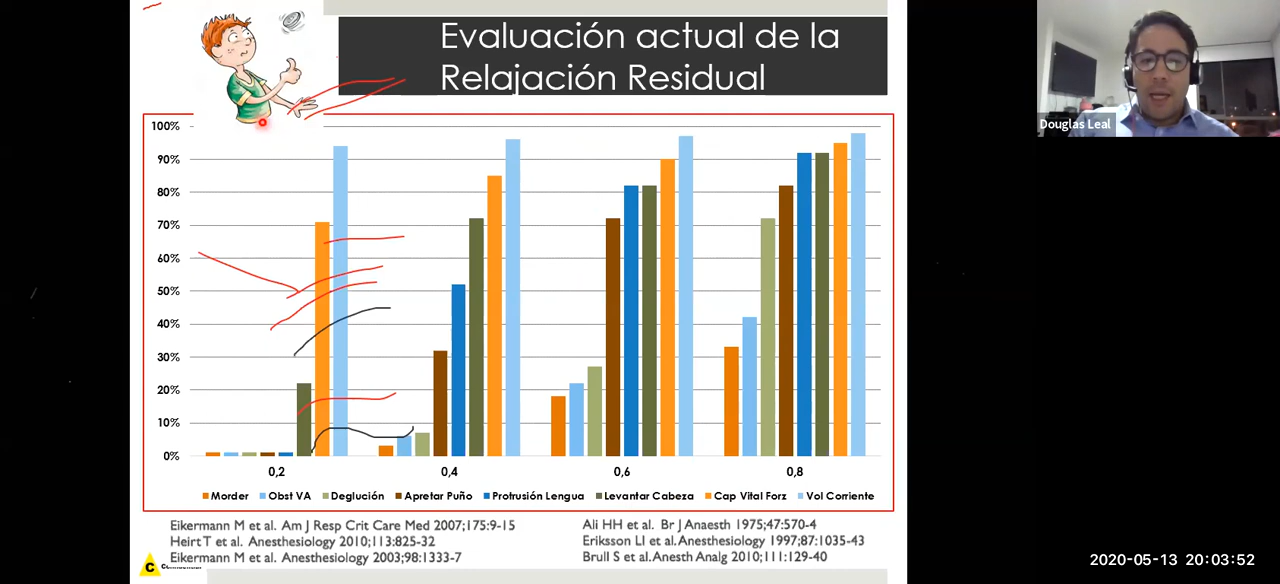 Evaluación actual de la
Relajación Residual
Douglas Leal
100%
90%
80%
70%
60%
50%
40%
30%
20%
10%
0%
0,2 0,4 0,6 0,8
Morder Obst VA Deglución Apretar Puño Protrusión Lengua Levantar Cabeza Cap Vital Forz Vol Corriente
Eikermann M et al. Am J Resp Crit Care Med 2007;175:9-15
Heirt T et al. Anesthesiology 2010;113:825-32
Eikermann M et al. Anesthesiology 2003;98:1333-7
Ali HH et al. Br J Anaesth 1975;47:570-4
Eriksson LI et al. Anesthesiology 1997;87:1035-43
Brull S et al. Anesth Analg 2010;111:129-40
C
2020-05-13 20:03:52